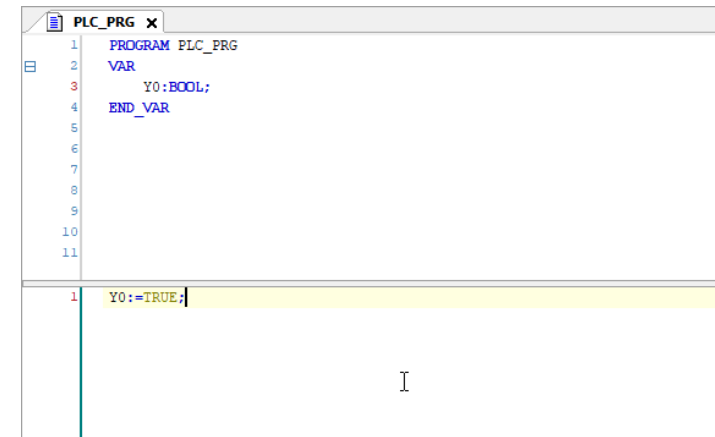 PLC_PRG
1 PROGRAM PLC_PRG
2 VAR
3 Y0:BOOL;
4 END_VAR
5
6
7
8
9
10
11
1 Y0:=TRUE;